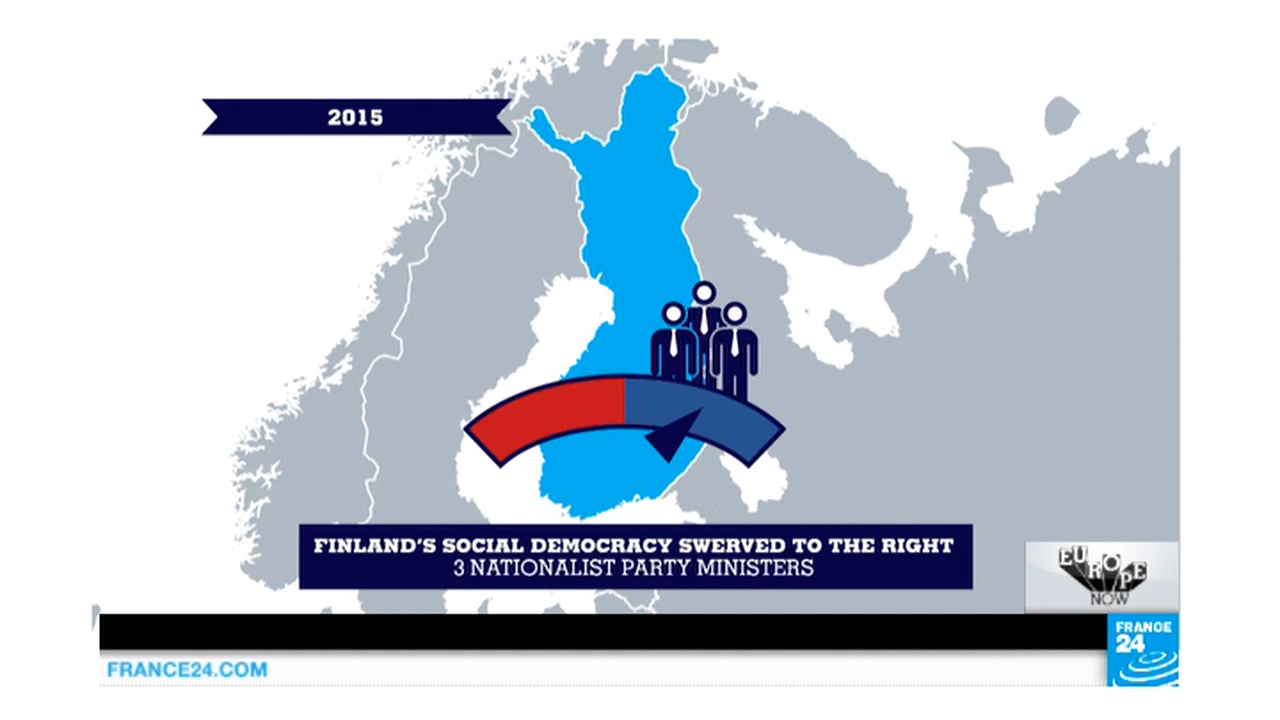 2015
FINLAND'S SOCIAL DEMOCRACY SWERVED TO THE RIGHT
3 NATIONALIST PARTY MINISTERS
EUROPE
NOW
FRANCE
24
FRANCE24.COM